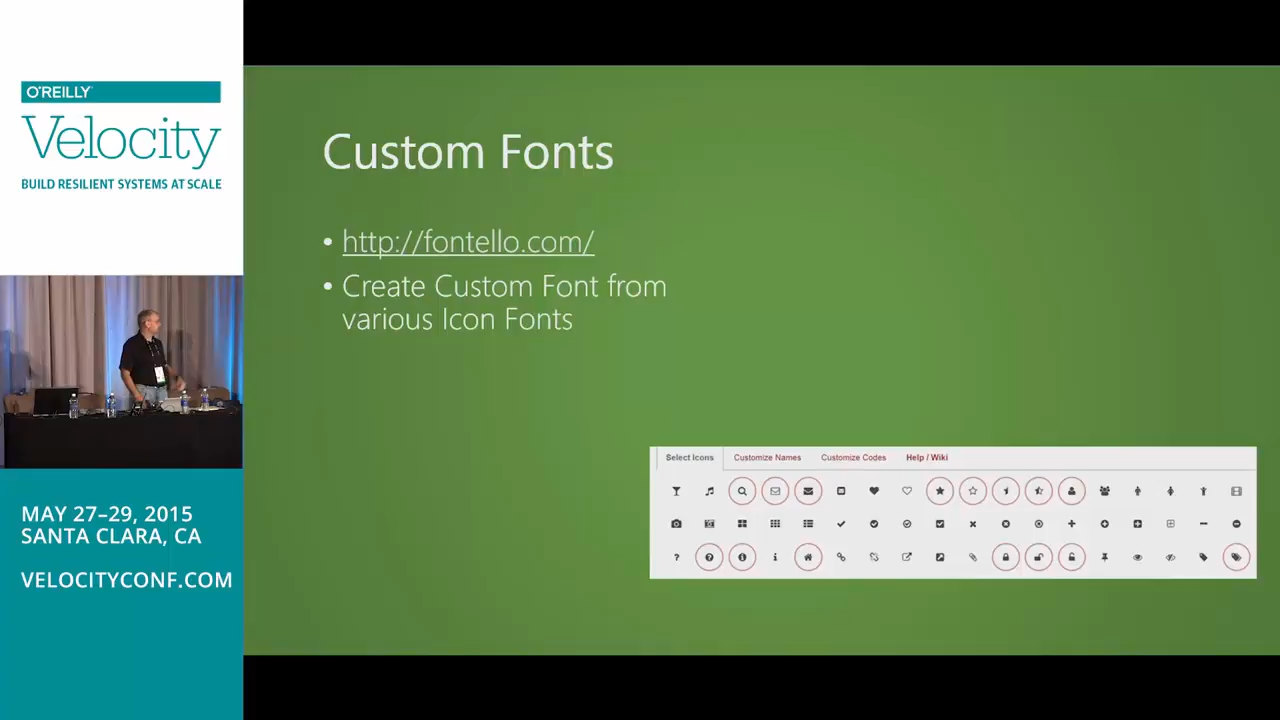 O'REILLY
Velocity
BUILD RESILIENT SYSTEMS AT SCALE
MAY 27–29, 2015
SANTA CLARA, CA
VELOCITYCONF.COM
Custom Fonts
• http://fontello.com/
• Create Custom Font from
various Icon Fonts
Select Icons Customize Names Customize Codes Help / Wiki